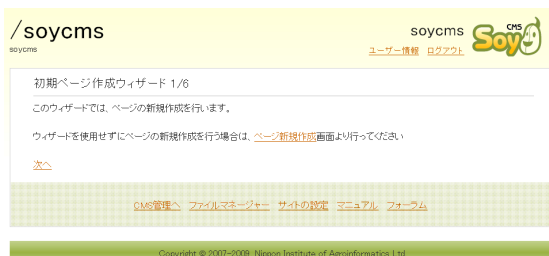 /soycms
soycms
soycms
ユーザー情報 ログアウト
CMS
Soy
初期ページ作成ウィザード 1/6
このウィザードでは、ページの新規作成を行います。
ウィザードを使用せずにページの新規作成を行う場合は、ページ新規作成画面より行ってください
次へ
CMS管理へ ファイルマネージャー サイトの設定 マニュアル フォーラム
Copyright © 2007-2009, Nippon Institute of Agroinformatics Ltd.